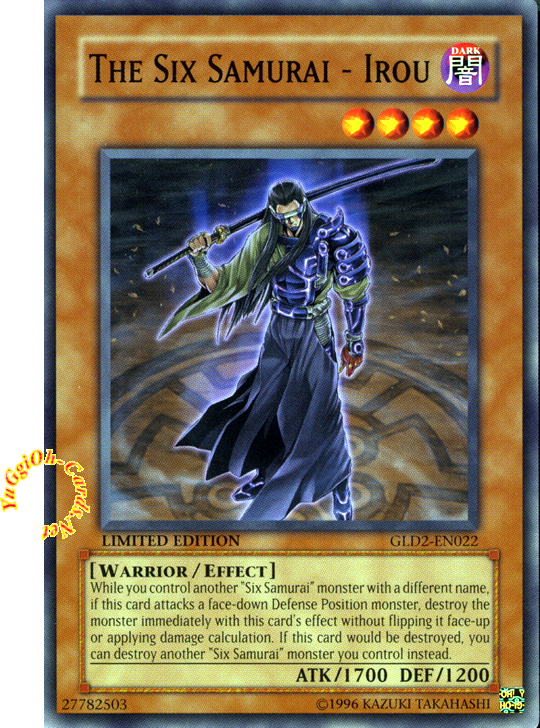 THE SIX SAMURAI - IROU
DARK
闇
YuGgiOh-Cards.Net
LIMITED EDITION GLD2-EN022
[WARRIOR / EFFECT]
While you control another "Six Samurai" monster with a different name,
if this card attacks a face-down Defense Position monster, destroy the
monster immediately with this card's effect without flipping it face-up
or applying damage calculation. If this card would be destroyed, you
can destroy another "Six Samurai" monster you control instead.
ATK/1700 DEF/1200
27782503 ©1996 KAZUKI TAKAHASHI